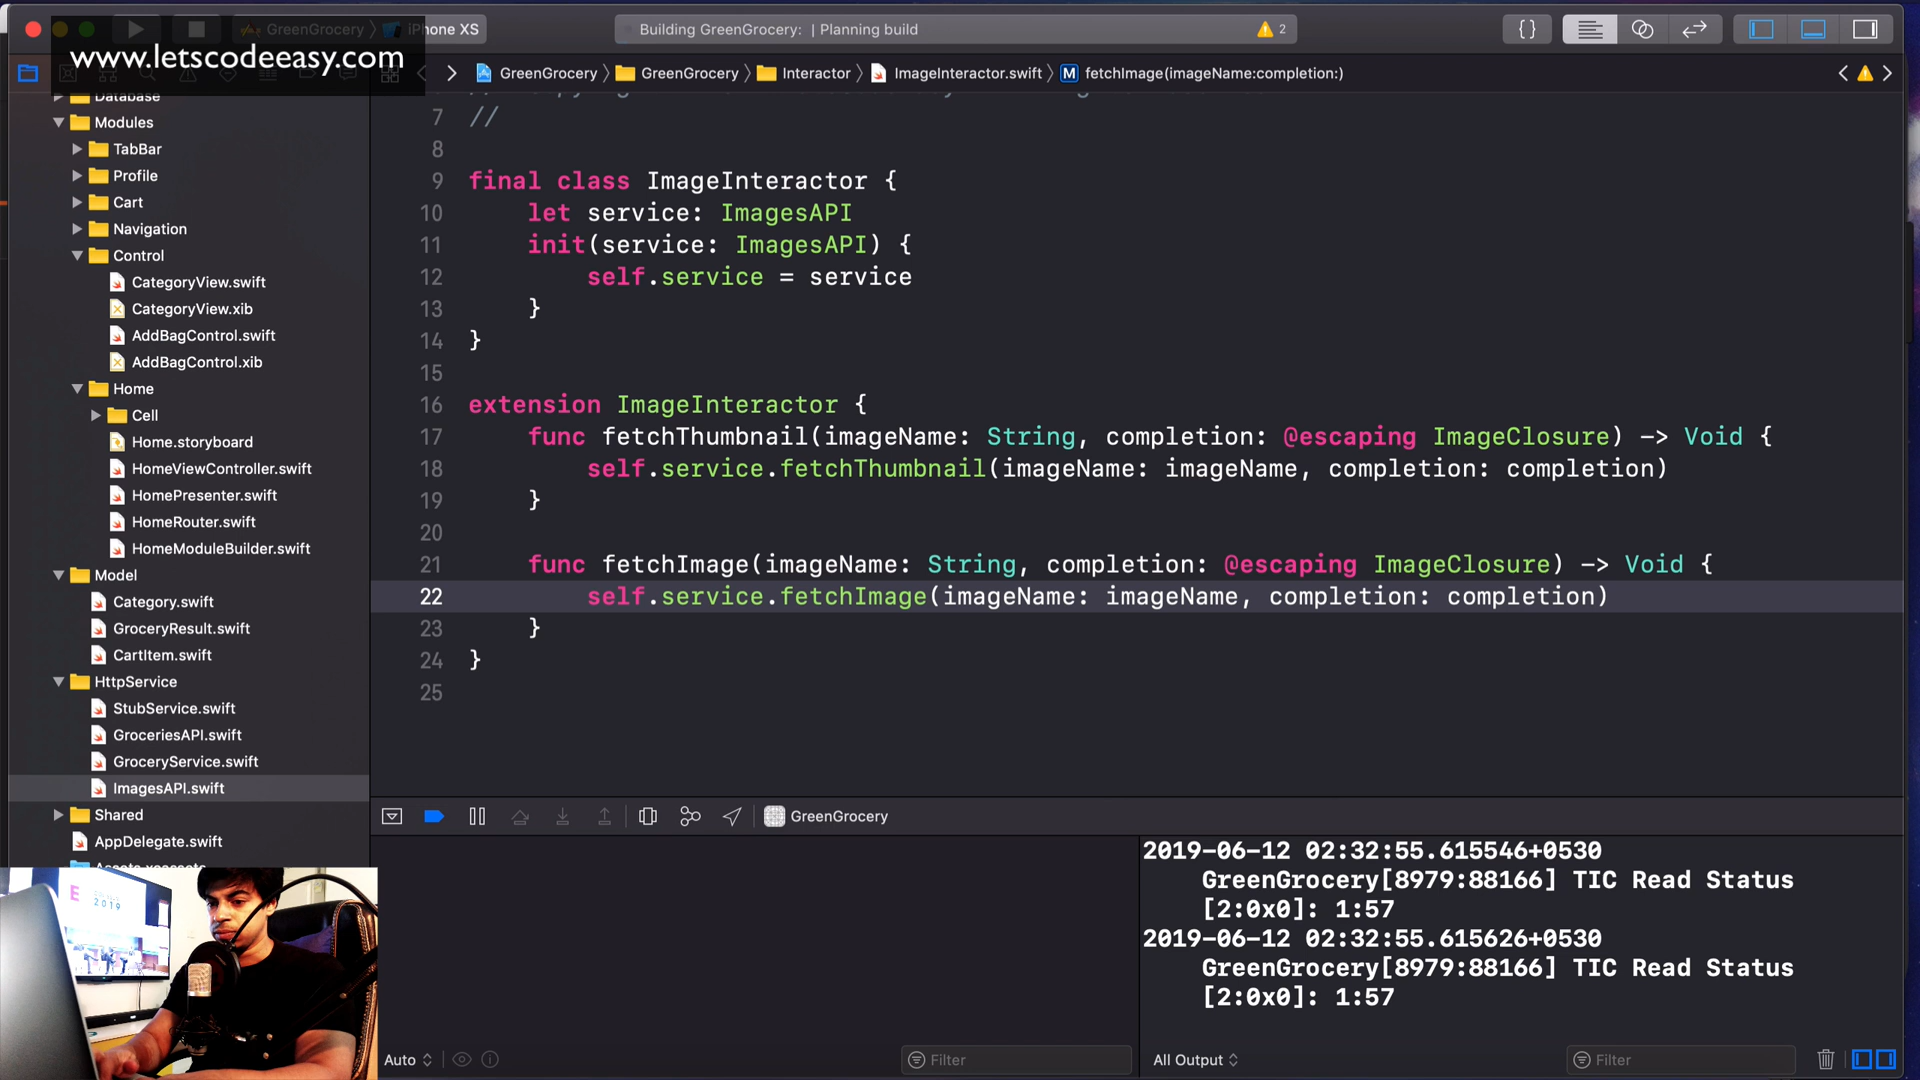 GreenGrocery
iPhone XS
Building GreenGrocery: | Planning build
2
www.letscodeeasy.com
GreenGrocery
GreenGrocery
Interactor
ImageInteractor.swift
M
fetchImage(imageName:completion:)
Database
Modules
TabBar
Profile
Cart
Navigation
Control
CategoryView.swift
CategoryView.xib
AddBagControl.swift
AddBagControl.xib
Home
Cell
Home.storyboard
HomeViewController.swift
HomePresenter.swift
HomeRouter.swift
HomeModuleBuilder.swift
Model
Category.swift
GroceryResult.swift
CartItem.swift
HttpService
StubService.swift
GroceriesAPI.swift
GroceryService.swift
ImagesAPI.swift
Shared
AppDelegate.swift
7 //
8
9 final class ImageInteractor {
10 let service: ImagesAPI
11 init(service: ImagesAPI) {
12 self.service = service
13 }
14 }
15
16 extension ImageInteractor {
17 func fetchThumbnail(imageName: String, completion: @escaping ImageClosure) -> Void {
18 self.service.fetchThumbnail(imageName: imageName, completion: completion)
19 }
20
21 func fetchImage(imageName: String, completion: @escaping ImageClosure) -> Void {
22 self.service.fetchImage(imageName: imageName, completion: completion)
23 }
24 }
25
GreenGrocery
2019-06-12 02:32:55.615546+0530
GreenGrocery[8979:88166] TIC Read Status
[2:0x0]: 1:57
2019-06-12 02:32:55.615626+0530
GreenGrocery[8979:88166] TIC Read Status
[2:0x0]: 1:57
E
2019
Auto
Filter
All Output
Filter